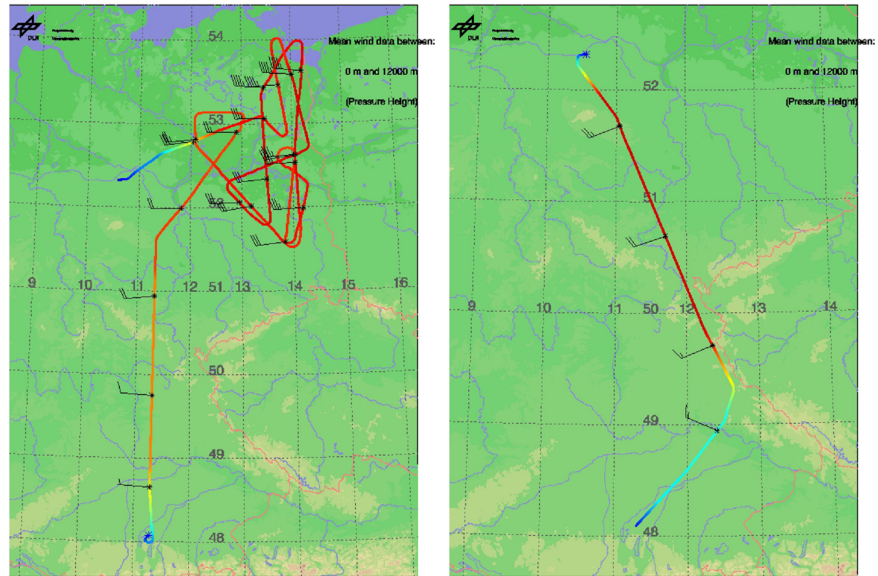 54
Mean wind data between:
DLR
0 m and 12000 m
(Pressure Height)
53
52
9 10 11 12 51 13 14 15 16
50
49
48
Mean wind data between:
DLR
0 m and 12000 m
52
(Pressure Height)
51
9 10 11 50 12 13 14
49
48